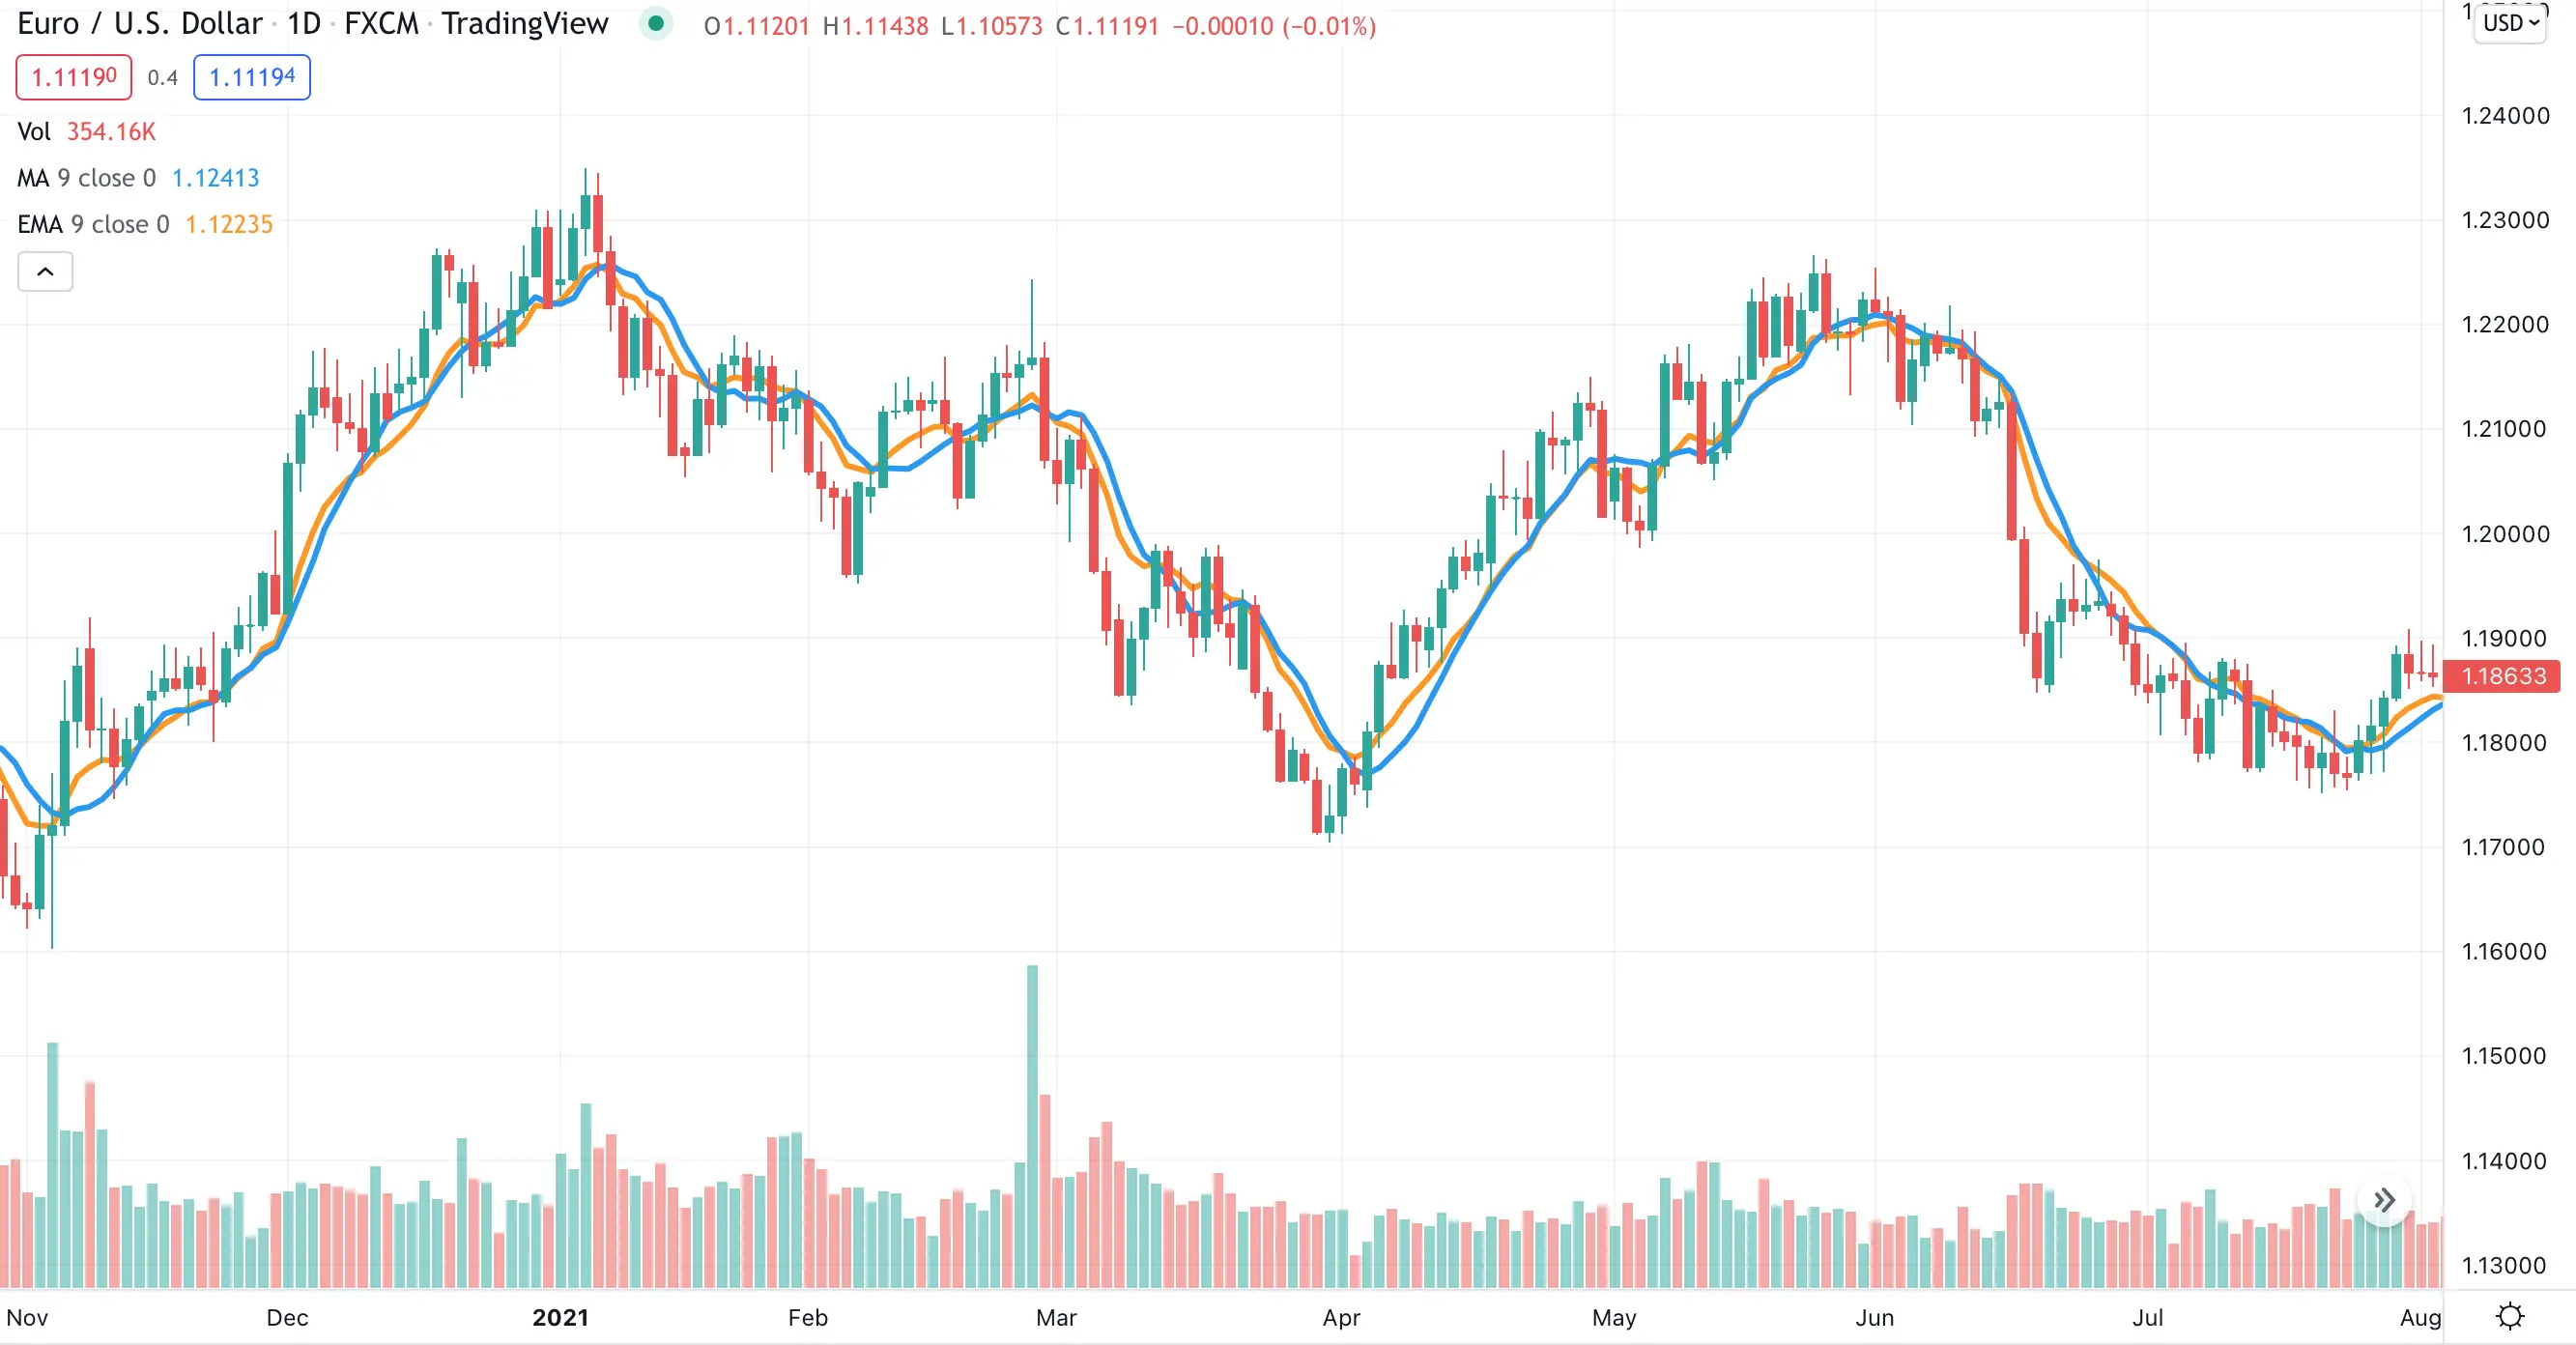 Euro / U.S. Dollar · 1D · FXCM · TradingView O1.11201 H1.11438 L1.10573 C1.11191 −0.00010 (−0.01%)
USD
1.11190 0.4 1.11194
Vol 354.16K
MA 9 close 0 1.12413
EMA 9 close 0 1.12235
1.24000
1.23000
1.22000
1.21000
1.20000
1.19000
1.18633
1.18000
1.17000
1.16000
1.15000
1.14000
1.13000
Nov Dec 2021 Feb Mar Apr May Jun Jul Aug